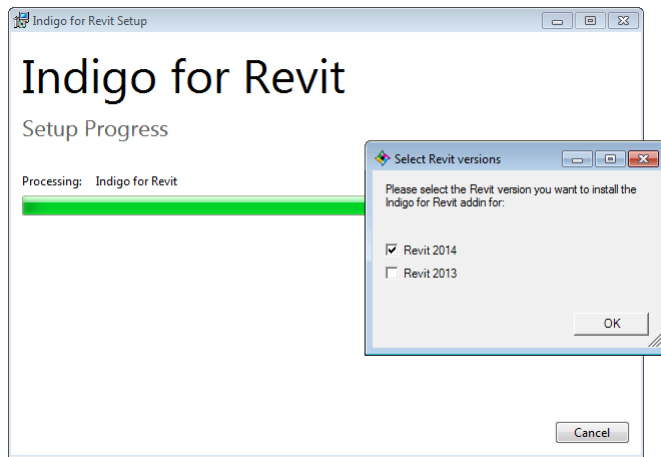 Indigo for Revit Setup
Indigo for Revit
Setup Progress
Processing: Indigo for Revit
Select Revit versions
Please select the Revit version you want to install the
Indigo for Revit addin for:
Revit 2014
Revit 2013
OK
Cancel